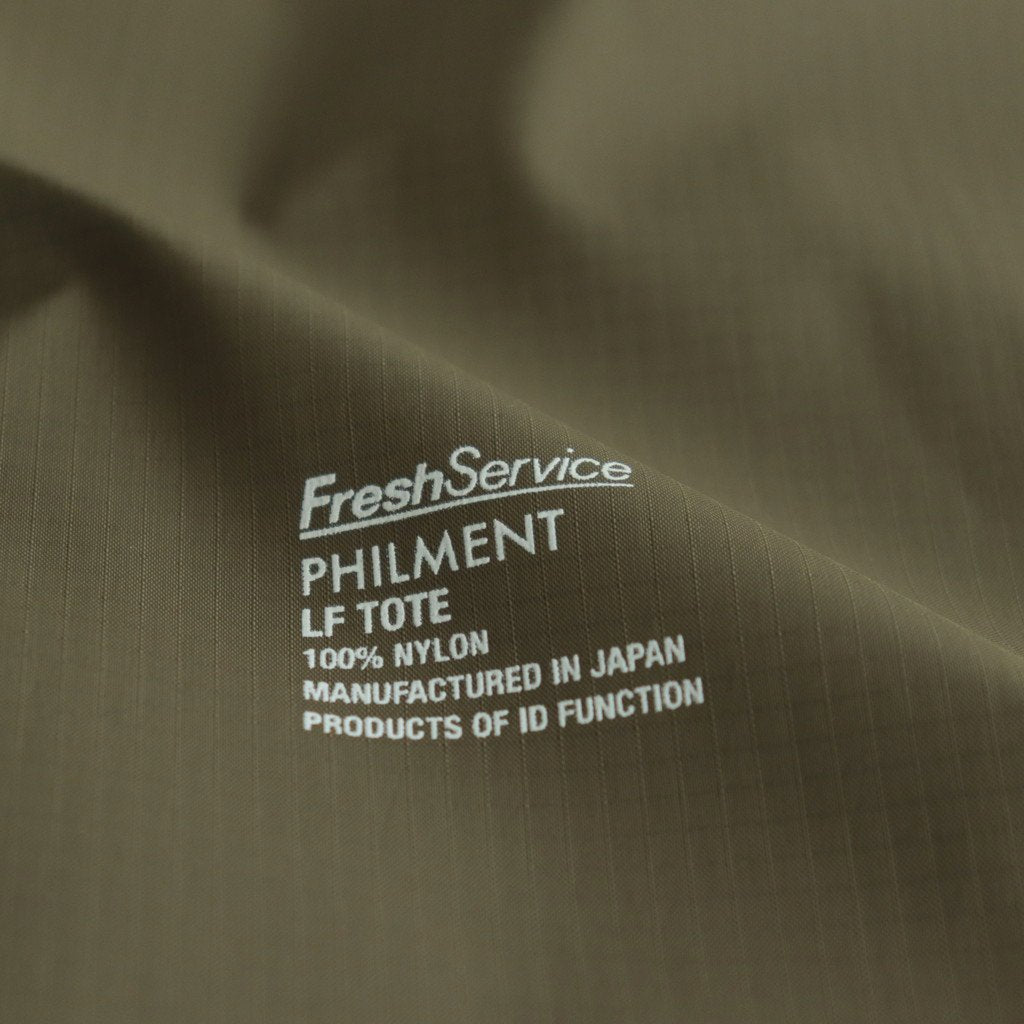 FreshService
PHILMENT
LF TOTE
100% NYLON
MANUFACTURED IN JAPAN
PRODUCTS OF ID FUNCTION